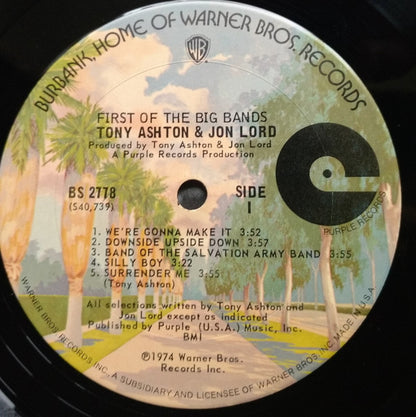 BURBANK, HOME OF WARNER BROS. RECORDS
WB
FIRST OF THE BIG BANDS
TONY ASHTON & JON LORD
Produced by Tony Ashton & Jon Lord
A Purple Records Production
BS 2778
(S40,739)
SIDE
1
PURPLE RECORDS
1. WE'RE GONNA MAKE IT 3:52
2. DOWNSIDE UPSIDE DOWN 3:57
3. BAND OF THE SALVATION ARMY BAND 3:55
4. SILLY BOY 3:22
5. SURRENDER ME 3:55
(Tony Ashton)
All selections written by Tony Ashton and
Jon Lord except as indicated
Published by Purple (U.S.A.) Music, Inc.
BMI
©1974 Warner Bros.
Records Inc.
WARNER BROS. RECORDS INC., A SUBSIDIARY AND LICENSEE OF WARNER BROS. INC. MADE IN U.S.A.